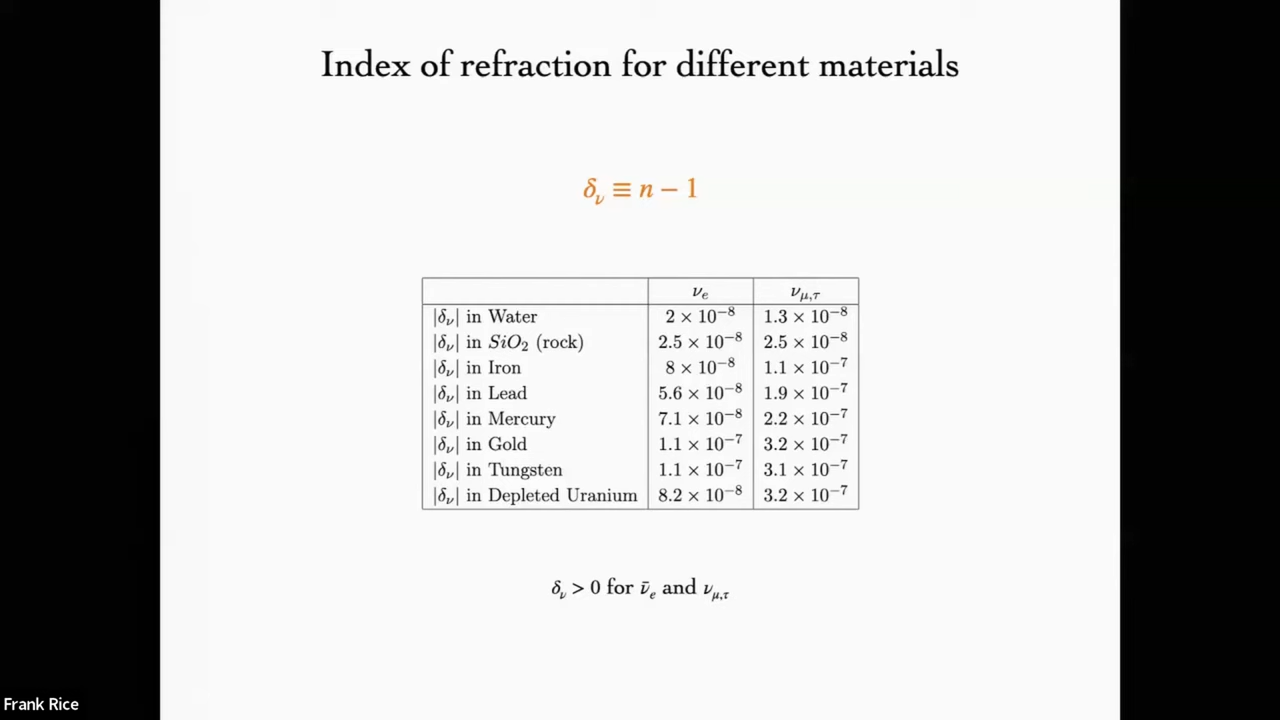 Index of refraction for different materials
δ_ν ≡ n − 1
ν_e ν_{μ,τ}
|δ_ν| in Water 2 × 10^{−8} 1.3 × 10^{−8}
|δ_ν| in SiO_2 (rock) 2.5 × 10^{−8} 2.5 × 10^{−8}
|δ_ν| in Iron 8 × 10^{−8} 1.1 × 10^{−7}
|δ_ν| in Lead 5.6 × 10^{−8} 1.9 × 10^{−7}
|δ_ν| in Mercury 7.1 × 10^{−8} 2.2 × 10^{−7}
|δ_ν| in Gold 1.1 × 10^{−7} 3.2 × 10^{−7}
|δ_ν| in Tungsten 1.1 × 10^{−7} 3.1 × 10^{−7}
|δ_ν| in Depleted Uranium 8.2 × 10^{−8} 3.2 × 10^{−7}
δ_ν > 0 for ν̄_e and ν_{μ,τ}
Frank Rice